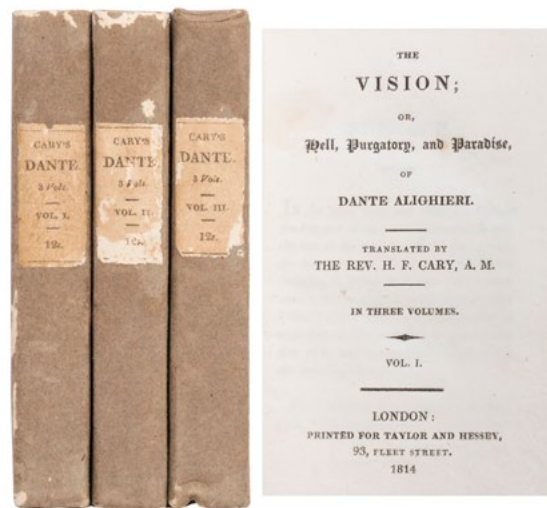 CARY'S
DANTE.
3 Vols.
VOL. I.
12s.
CARY'S
DANTE.
3 Vols.
VOL. II.
12s.
CARY'S
DANTE.
3 Vols.
VOL. III.
12s.
THE
VISION;
OR,
Hell, Purgatory, and Paradise,
OF
DANTE ALIGHIERI.
TRANSLATED BY
THE REV. H. F. CARY, A. M.
IN THREE VOLUMES.
VOL. I.
LONDON:
PRINTED FOR TAYLOR AND HESSEY,
93, FLEET STREET.
1814